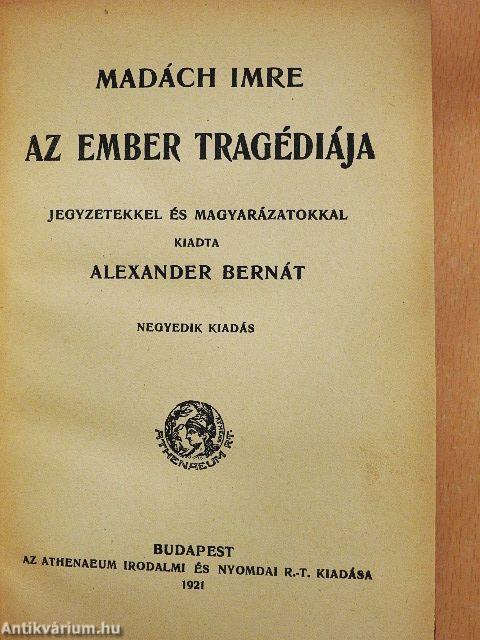 MADÁCH IMRE
AZ EMBER TRAGÉDIÁJA
JEGYZETEKKEL ÉS MAGYARÁZATOKKAL
KIADTA
ALEXANDER BERNÁT
NEGYEDIK KIADÁS
ATHENAEUM R.T.
BUDAPEST
AZ ATHENAEUM IRODALMI ÉS NYOMDAI R.-T. KIADÁSA
1921
Antikvárium.hu